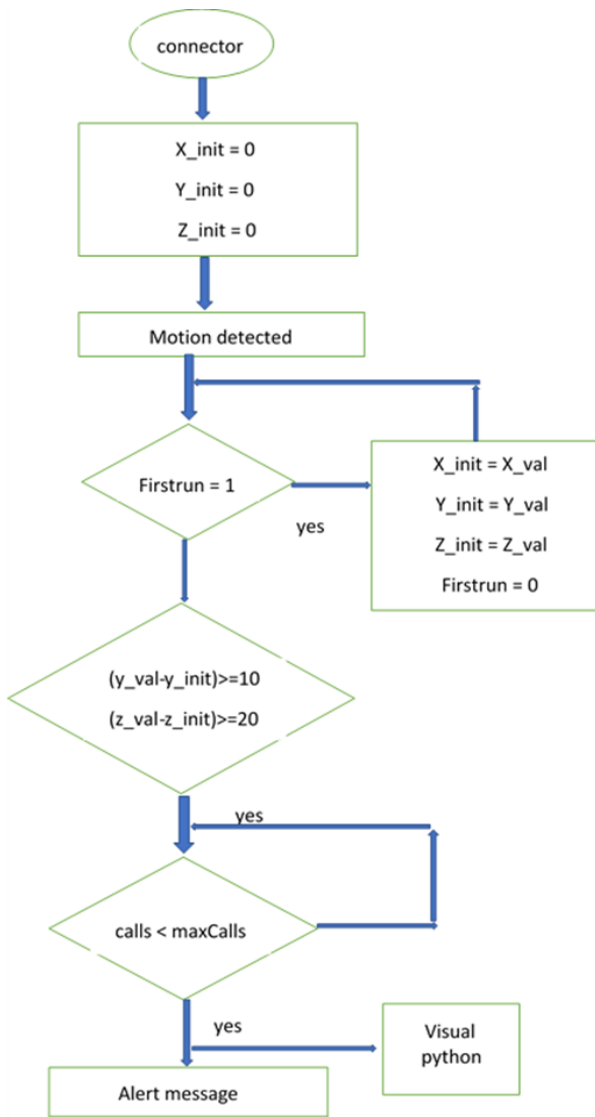 connector
X_init = 0
Y_init = 0
Z_init = 0
Motion detected
Firstrun = 1
yes
X_init = X_val
Y_init = Y_val
Z_init = Z_val
Firstrun = 0
(y_val-y_init)>=10
(z_val-z_init)>=20
yes
calls < maxCalls
yes
Visual
python
Alert message